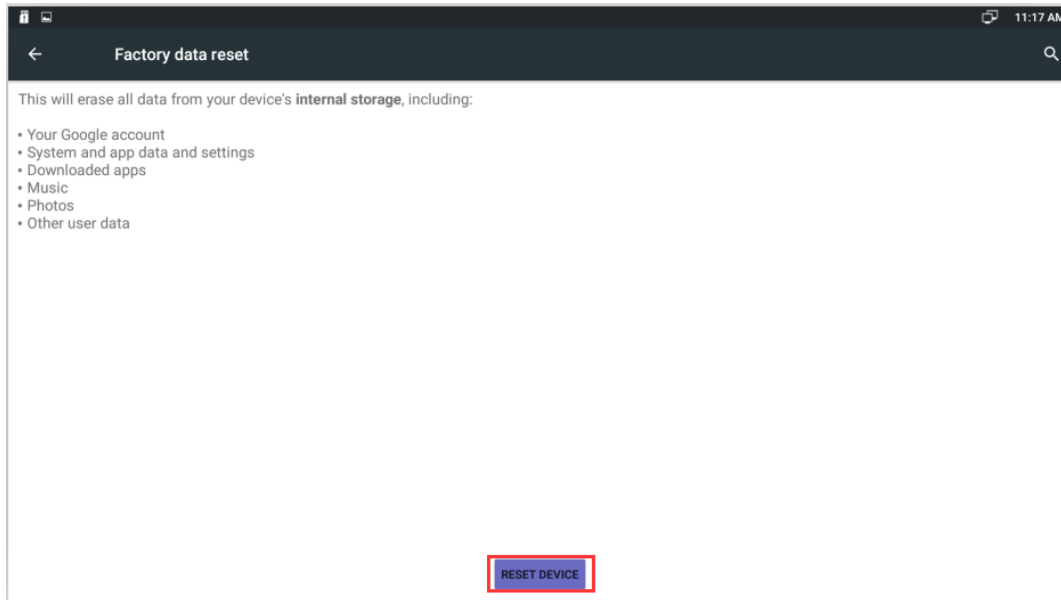 11:17 AM
Factory data reset
This will erase all data from your device's internal storage, including:
• Your Google account
• System and app data and settings
• Downloaded apps
• Music
• Photos
• Other user data
RESET DEVICE